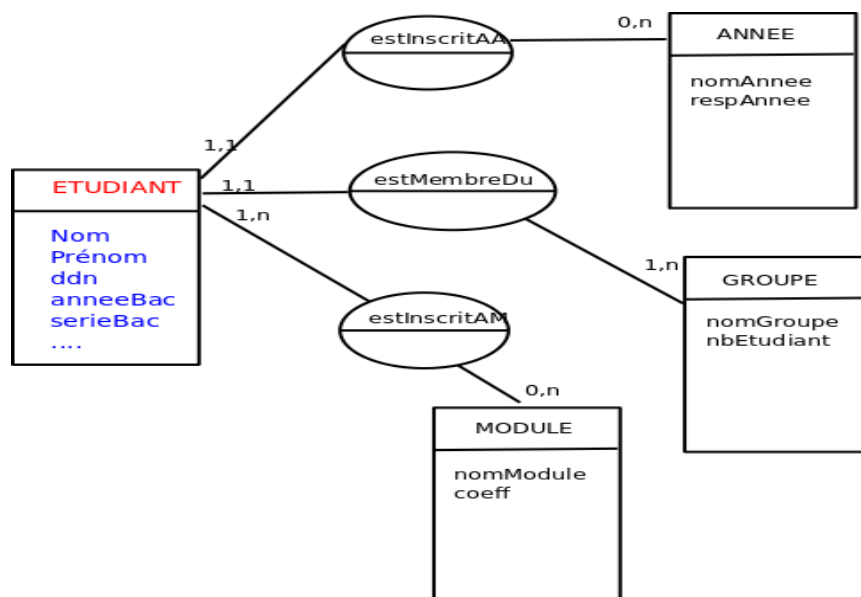 estInscritAA
0,n
ANNEE
nomAnnee
respAnnee
1,1
ETUDIANT
1,1
estMembreDu
1,n
Nom
Prénom
ddn
anneeBac
serieBac
....
1,n
GROUPE
nomGroupe
nbEtudiant
estInscritAM
0,n
MODULE
nomModule
coeff